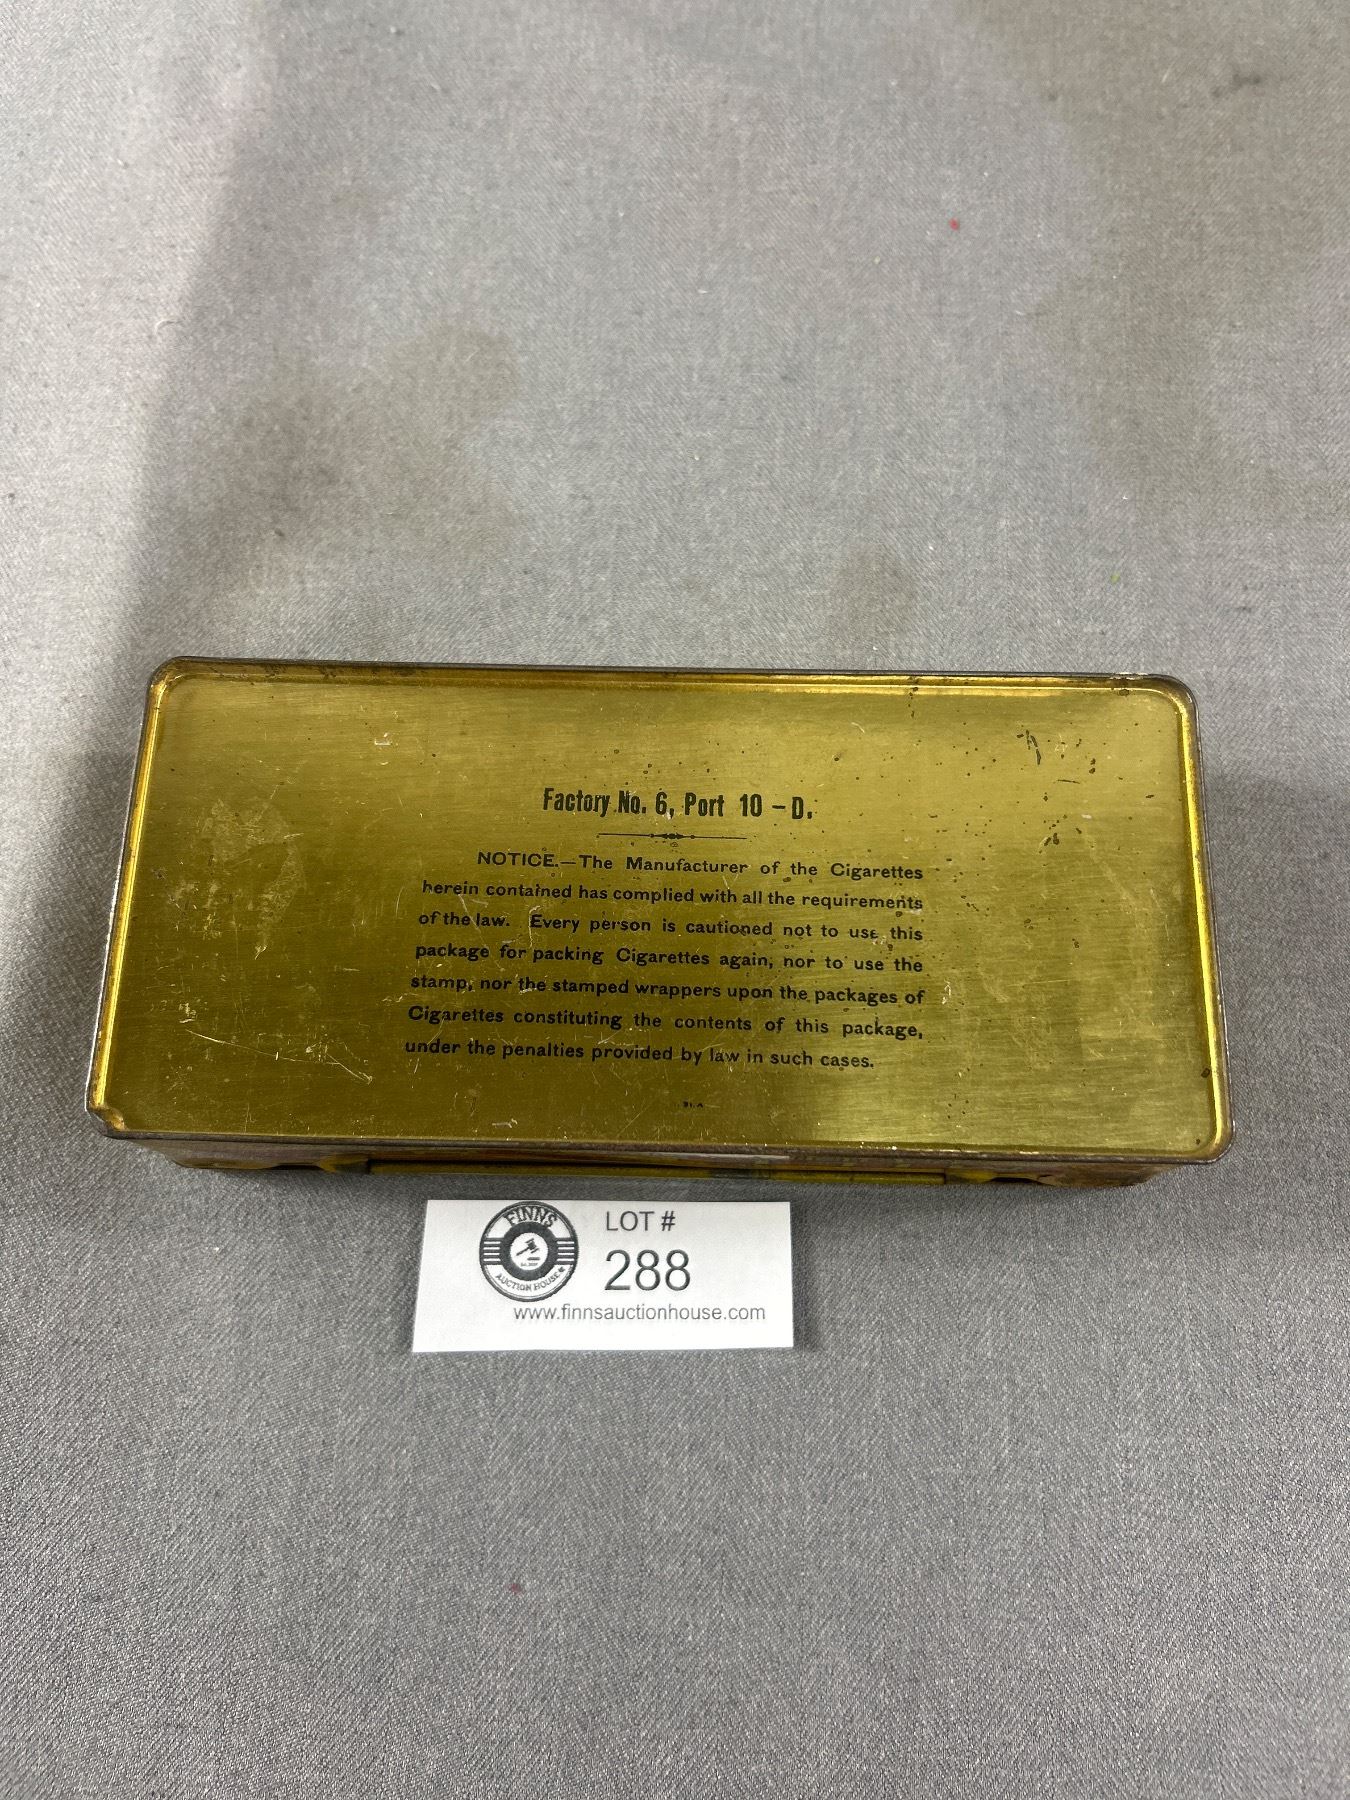 Factory No. 6, Port 10 - D.
NOTICE.—The Manufacturer of the Cigarettes
herein contained has complied with all the requirements
of the law. Every person is cautioned not to use this
package for packing Cigarettes again, nor to use the
stamp, nor the stamped wrappers upon the packages of
Cigarettes constituting the contents of this package,
under the penalties provided by law in such cases.
FINNS
AUCTION HOUSE
LOT #
288
www.finnsauctionhouse.com